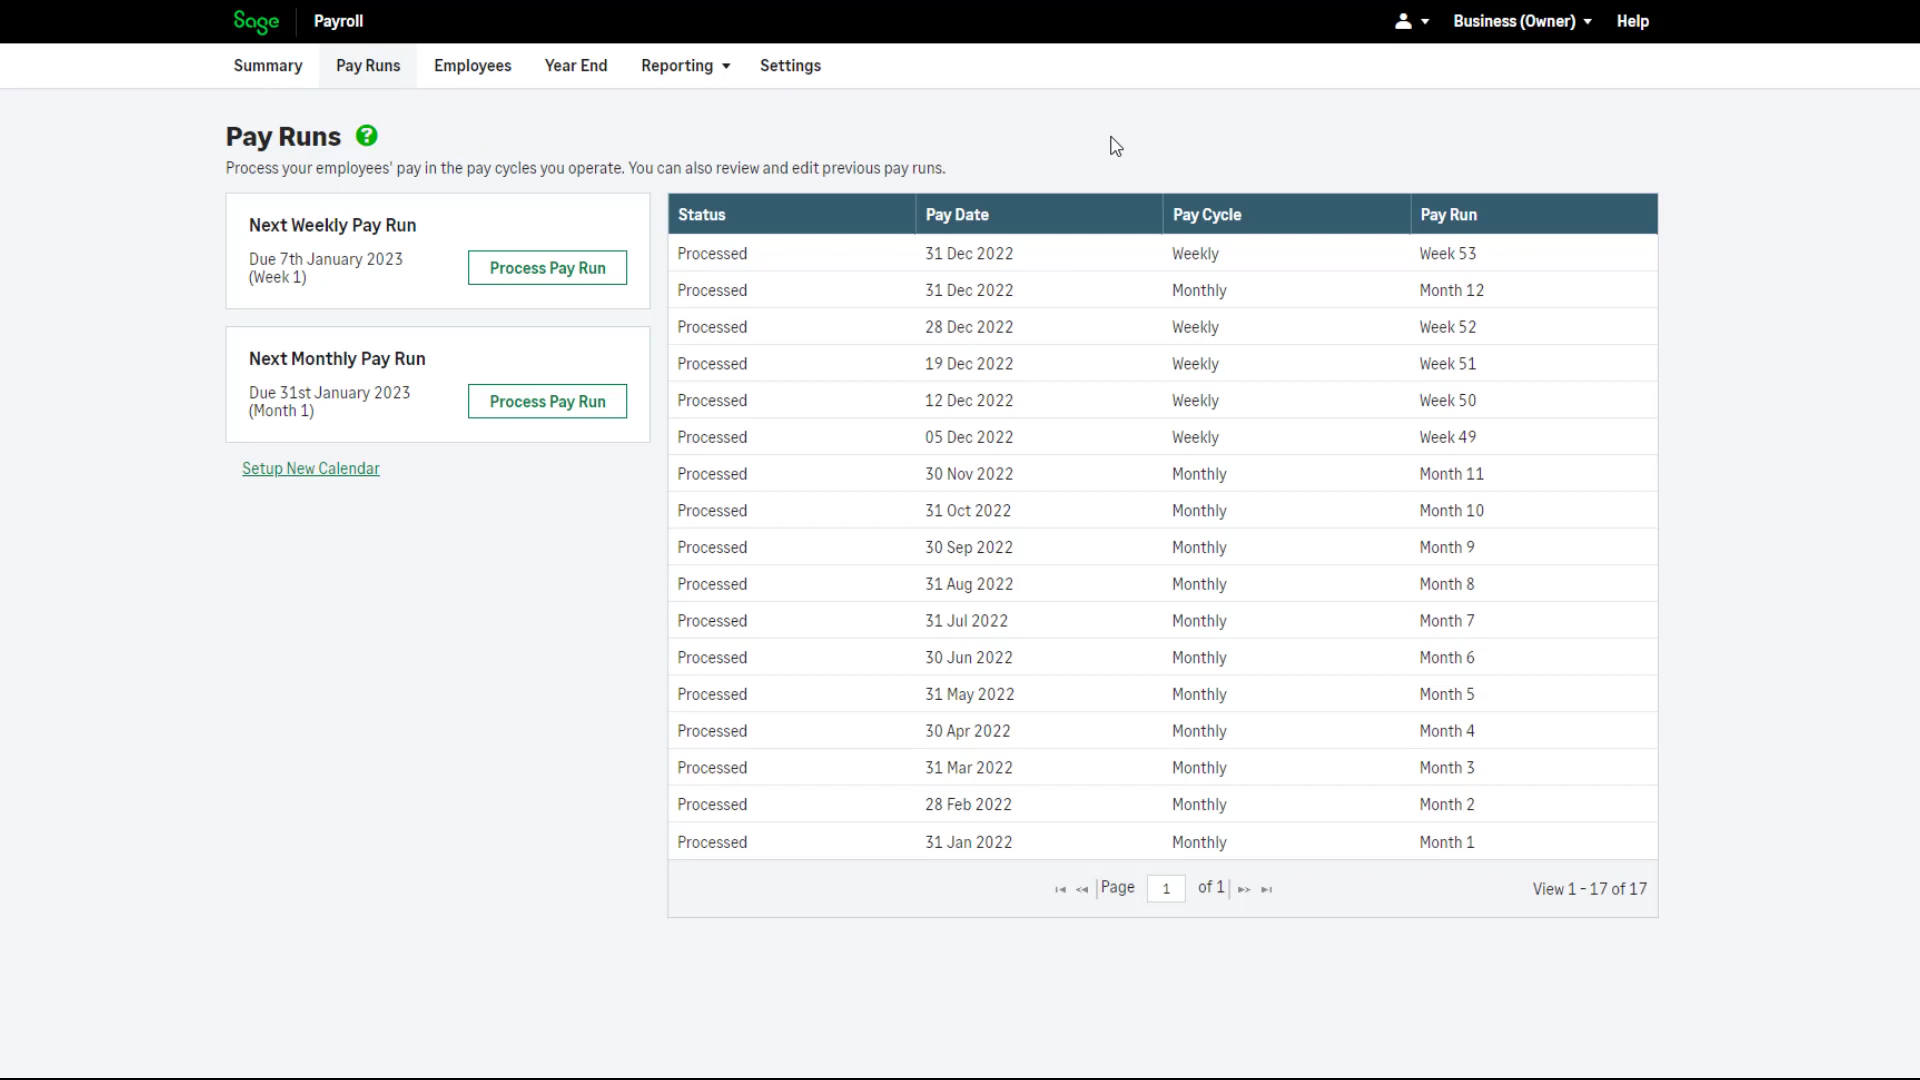 Sage Payroll Business (Owner) Help
Summary Pay Runs Employees Year End Reporting Settings
Pay Runs ?
Process your employees' pay in the pay cycles you operate. You can also review and edit previous pay runs.
Next Weekly Pay Run
Due 7th January 2023
(Week 1)
Process Pay Run
Next Monthly Pay Run
Due 31st January 2023
(Month 1)
Process Pay Run
Setup New Calendar
Status Pay Date Pay Cycle Pay Run
Processed 31 Dec 2022 Weekly Week 53
Processed 31 Dec 2022 Monthly Month 12
Processed 28 Dec 2022 Weekly Week 52
Processed 19 Dec 2022 Weekly Week 51
Processed 12 Dec 2022 Weekly Week 50
Processed 05 Dec 2022 Weekly Week 49
Processed 30 Nov 2022 Monthly Month 11
Processed 31 Oct 2022 Monthly Month 10
Processed 30 Sep 2022 Monthly Month 9
Processed 31 Aug 2022 Monthly Month 8
Processed 31 Jul 2022 Monthly Month 7
Processed 30 Jun 2022 Monthly Month 6
Processed 31 May 2022 Monthly Month 5
Processed 30 Apr 2022 Monthly Month 4
Processed 31 Mar 2022 Monthly Month 3
Processed 28 Feb 2022 Monthly Month 2
Processed 31 Jan 2022 Monthly Month 1
Page 1 of 1 View 1 - 17 of 17